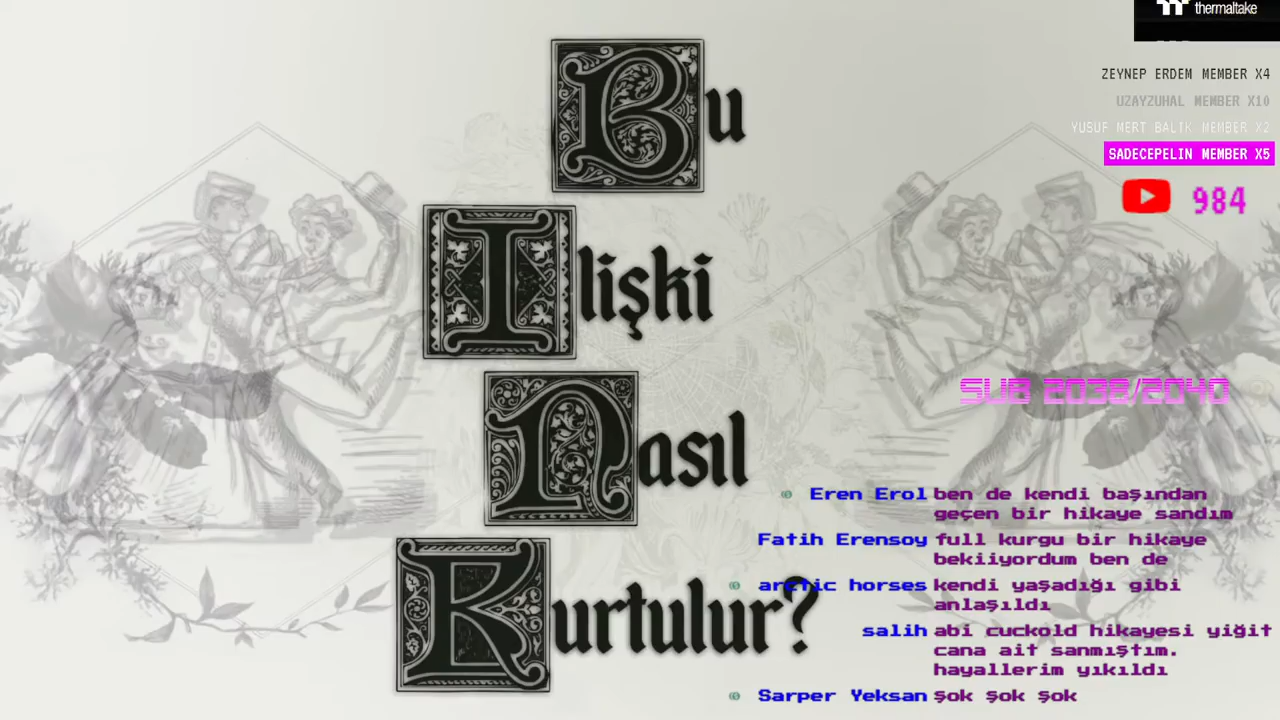 thermaltake
ZEYNEP ERDEM MEMBER X4
UZAYZUHAL MEMBER X10
YUSUF MERT BALIK MEMBER X2
SADECEPELIN MEMBER X5
984
Bu
Ilişki
Nasıl
Kurtulur?
SUB 2038/2040
Eren Erol ben de kendi başından
geçen bir hikaye sandım
Fatih Erensoy full kurgu bir hikaye
bekiiyordum ben de
arctic horses kendi yaşadığı gibi
anlaşıldı
salih abi cuckold hikayesi yiğit
cana ait sanmıştım.
hayallerim yıkıldı
Sarper Yeksan şok şok şok